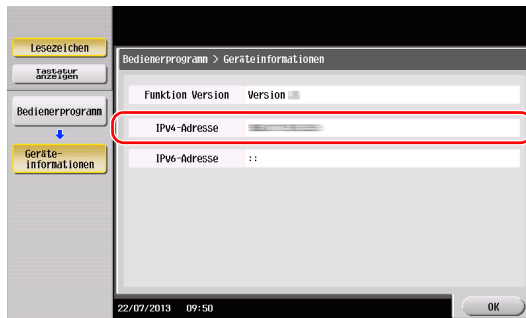 Lesezeichen
Tastatur
anzeigen
Bedienerprogramm
Geräte-
informationen
Bedienerprogramm > Geräteinformationen
Funktion Version Version
IPv4-Adresse
IPv6-Adresse ::
22/07/2013 09:50
OK